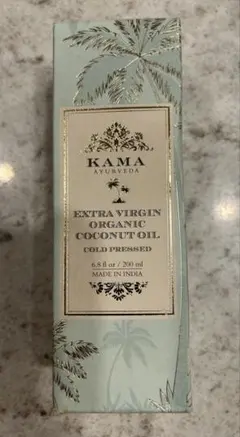 KAMA
AYURVEDA
EXTRA VIRGIN
ORGANIC
COCONUT OIL
COLD PRESSED
6.8 fl oz / 200 ml
MADE IN INDIA